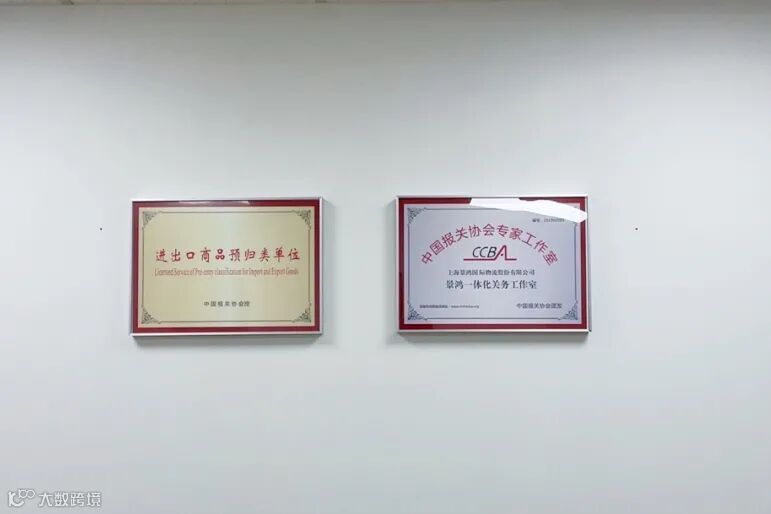 进出口商品预归类单位
Licensed Service of Pre-entry classification for Import and Export Goods
中国报关协会授
中国报关协会专家工作室
CCBA
上海景鸿国际物流股份有限公司
景鸿一体化关务工作室
中国报关协会颁发
大数跨境